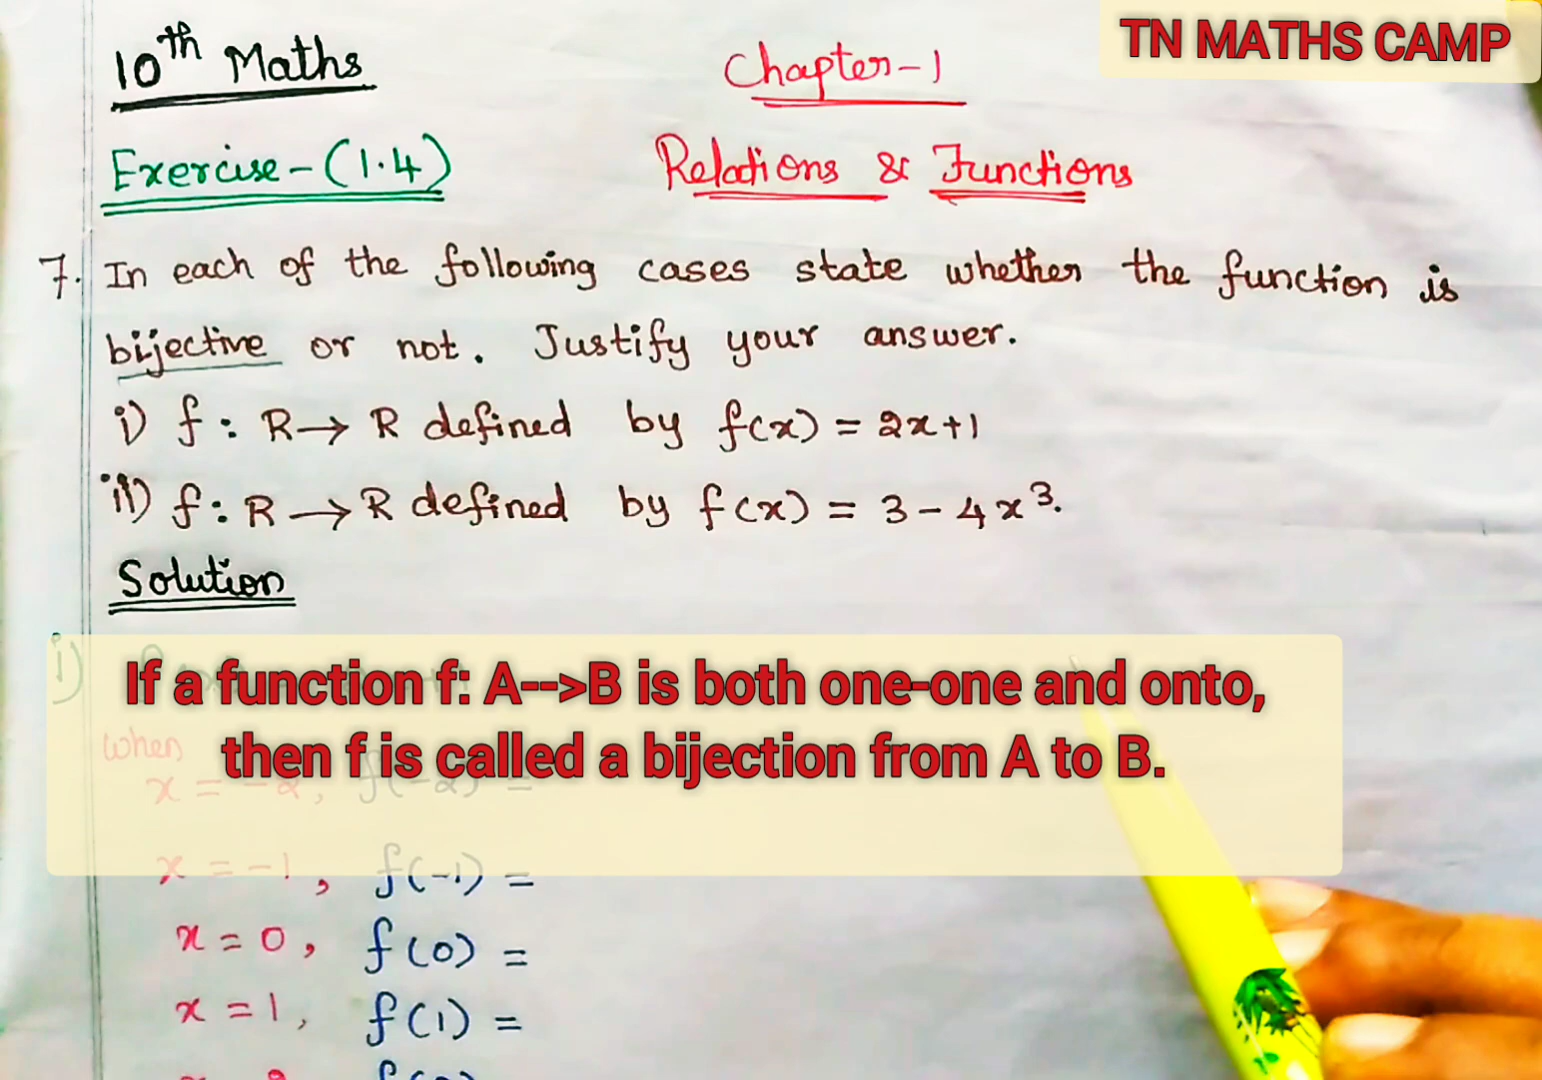 TN MATHS CAMP
10th Maths
Chapter-1
Exercise-(1.4)
Relations & Functions
7. In each of the following cases state whether the function is
bijective or not. Justify your answer.
i) f: R→R defined by f(x) = 2x+1
ii) f: R→R defined by f(x) = 3-4x³.
Solution
i)
If a function f: A-->B is both one-one and onto,
then f is called a bijection from A to B.
when
x = -2, f(-2) =
x = -1, f(-1) =
x = 0, f(0) =
x = 1, f(1) =